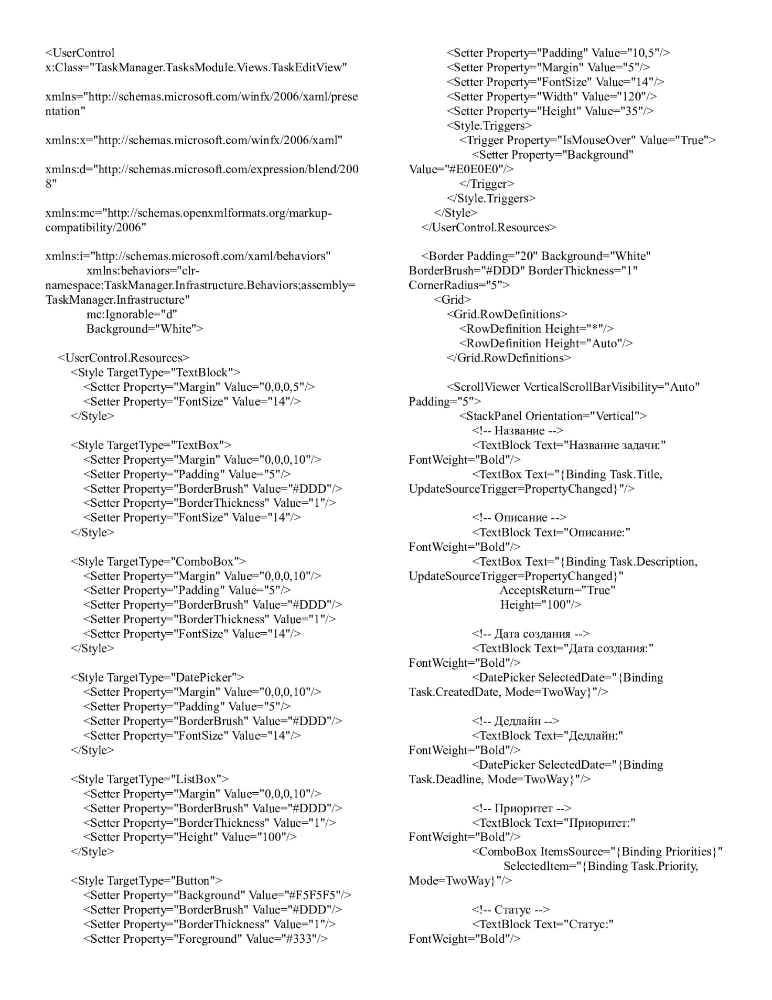 <UserControl
x:Class="TaskManager.TasksModule.Views.TaskEditView"
xmlns="http://schemas.microsoft.com/winfx/2006/xaml/prese
ntation"
xmlns:x="http://schemas.microsoft.com/winfx/2006/xaml"
xmlns:d="http://schemas.microsoft.com/expression/blend/200
8"
xmlns:mc="http://schemas.openxmlformats.org/markup-
compatibility/2006"
xmlns:i="http://schemas.microsoft.com/xaml/behaviors"
xmlns:behaviors="clr-
namespace:TaskManager.Infrastructure.Behaviors;assembly=
TaskManager.Infrastructure"
mc:Ignorable="d"
Background="White">
<UserControl.Resources>
<Style TargetType="TextBlock">
<Setter Property="Margin" Value="0,0,0,5"/>
<Setter Property="FontSize" Value="14"/>
</Style>
<Style TargetType="TextBox">
<Setter Property="Margin" Value="0,0,0,10"/>
<Setter Property="Padding" Value="5"/>
<Setter Property="BorderBrush" Value="#DDD"/>
<Setter Property="BorderThickness" Value="1"/>
<Setter Property="FontSize" Value="14"/>
</Style>
<Style TargetType="ComboBox">
<Setter Property="Margin" Value="0,0,0,10"/>
<Setter Property="Padding" Value="5"/>
<Setter Property="BorderBrush" Value="#DDD"/>
<Setter Property="BorderThickness" Value="1"/>
<Setter Property="FontSize" Value="14"/>
</Style>
<Style TargetType="DatePicker">
<Setter Property="Margin" Value="0,0,0,10"/>
<Setter Property="Padding" Value="5"/>
<Setter Property="BorderBrush" Value="#DDD"/>
<Setter Property="FontSize" Value="14"/>
</Style>
<Style TargetType="ListBox">
<Setter Property="Margin" Value="0,0,0,10"/>
<Setter Property="BorderBrush" Value="#DDD"/>
<Setter Property="BorderThickness" Value="1"/>
<Setter Property="Height" Value="100"/>
</Style>
<Style TargetType="Button">
<Setter Property="Background" Value="#F5F5F5"/>
<Setter Property="BorderBrush" Value="#DDD"/>
<Setter Property="BorderThickness" Value="1"/>
<Setter Property="Foreground" Value="#333"/>
<Setter Property="Padding" Value="10,5"/>
<Setter Property="Margin" Value="5"/>
<Setter Property="FontSize" Value="14"/>
<Setter Property="Width" Value="120"/>
<Setter Property="Height" Value="35"/>
<Style.Triggers>
<Trigger Property="IsMouseOver" Value="True">
<Setter Property="Background"
Value="#E0E0E0"/>
</Trigger>
</Style.Triggers>
</Style>
</UserControl.Resources>
<Border Padding="20" Background="White"
BorderBrush="#DDD" BorderThickness="1"
CornerRadius="5">
<Grid>
<Grid.RowDefinitions>
<RowDefinition Height="*"/>
<RowDefinition Height="Auto"/>
</Grid.RowDefinitions>
<ScrollViewer VerticalScrollBarVisibility="Auto"
Padding="5">
<StackPanel Orientation="Vertical">
<!-- Название -->
<TextBlock Text="Название задачи:"
FontWeight="Bold"/>
<TextBox Text="{Binding Task.Title,
UpdateSourceTrigger=PropertyChanged}"/>
<!-- Описание -->
<TextBlock Text="Описание:"
FontWeight="Bold"/>
<TextBox Text="{Binding Task.Description,
UpdateSourceTrigger=PropertyChanged}"
AcceptsReturn="True"
Height="100"/>
<!-- Дата создания -->
<TextBlock Text="Дата создания:"
FontWeight="Bold"/>
<DatePicker SelectedDate="{Binding
Task.CreatedDate, Mode=TwoWay}"/>
<!-- Дедлайн -->
<TextBlock Text="Дедлайн:"
FontWeight="Bold"/>
<DatePicker SelectedDate="{Binding
Task.Deadline, Mode=TwoWay}"/>
<!-- Приоритет -->
<TextBlock Text="Приоритет:"
FontWeight="Bold"/>
<ComboBox ItemsSource="{Binding Priorities}"
SelectedItem="{Binding Task.Priority,
Mode=TwoWay}"/>
<!-- Статус -->
<TextBlock Text="Статус:"
FontWeight="Bold"/>